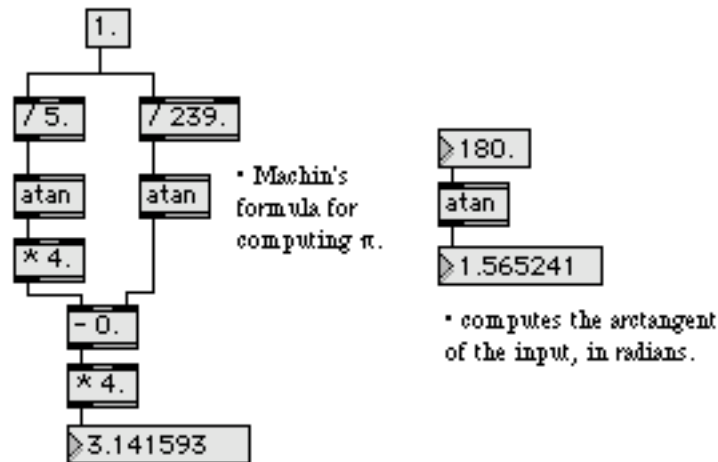 1.
/ 5.
/ 239.
atan
atan
* 4.
- 0.
* 4.
3.141593
• Machin's
formula for
computing π.
180.
atan
1.565241
• computes the arctangent
of the input, in radians.